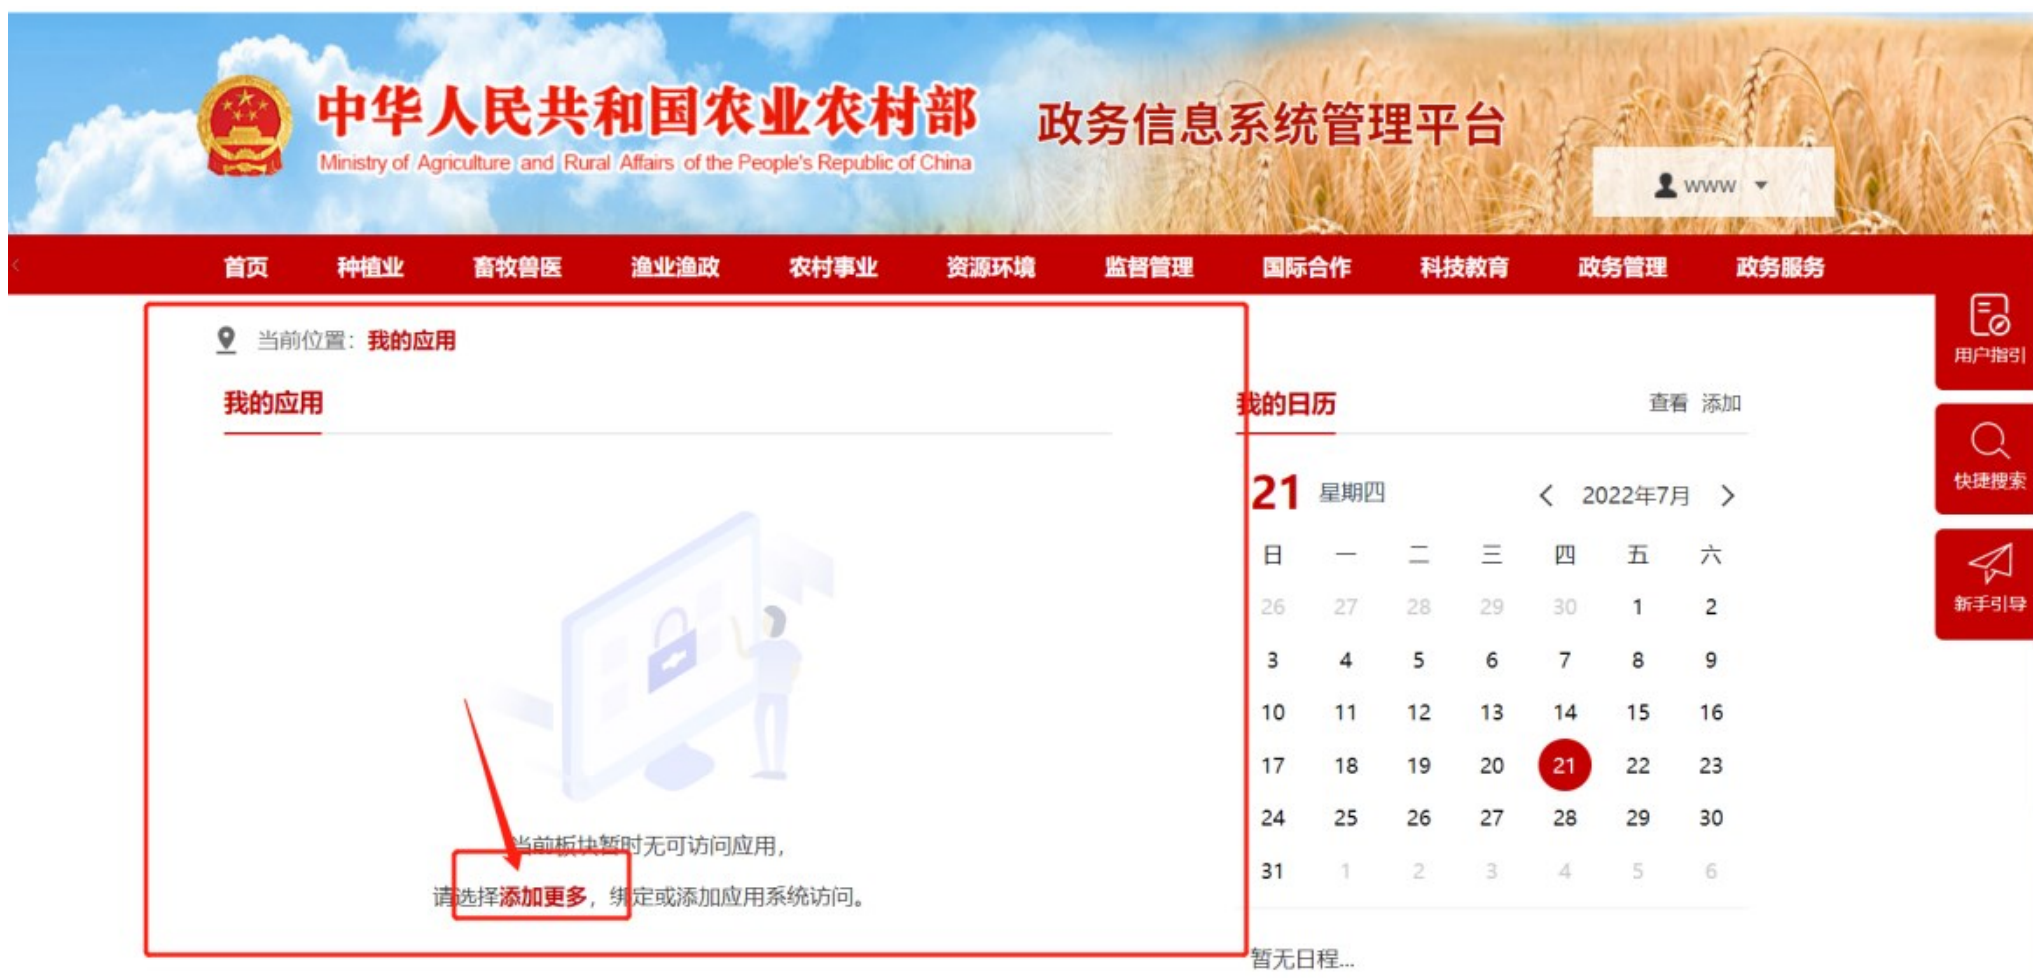 中华人民共和国农业农村部
Ministry of Agriculture and Rural Affairs of the People's Republic of China
政务信息系统管理平台
www
首页 种植业 畜牧兽医 渔业渔政 农村事业 资源环境 监督管理 国际合作 科技教育 政务管理 政务服务
当前位置：我的应用
我的应用
当前板块暂时无可访问应用，
请选择添加更多，绑定或添加应用系统访问。
我的日历 查看 添加
21 星期四 2022年7月
日 一 二 三 四 五 六
26 27 28 29 30 1 2
3 4 5 6 7 8 9
10 11 12 13 14 15 16
17 18 19 20 21 22 23
24 25 26 27 28 29 30
31 1 2 3 4 5 6
暂无日程...
用户指引
快捷搜索
新手引导